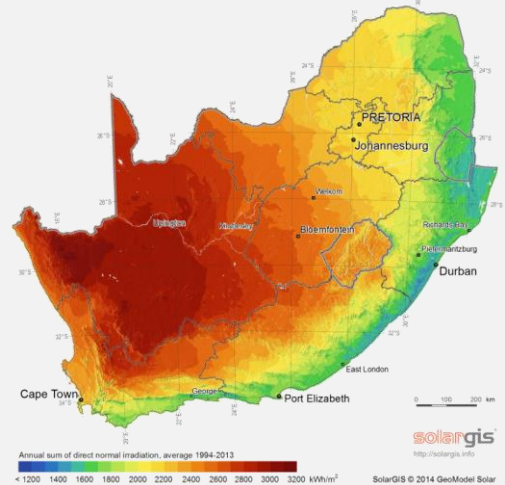 PRETORIA
Johannesburg
Welkom
Upington
Kimberley
Bloemfontein
Richards Bay
Pietermaritzburg
Durban
East London
Cape Town
George
Port Elizabeth
0 100 200 km
solargis
http://solargis.info
Annual sum of direct normal irradiation, average 1994-2013
< 1200 1400 1600 1800 2000 2200 2400 2600 2800 3000 3200 kWh/m²
SolarGIS © 2014 GeoModel Solar